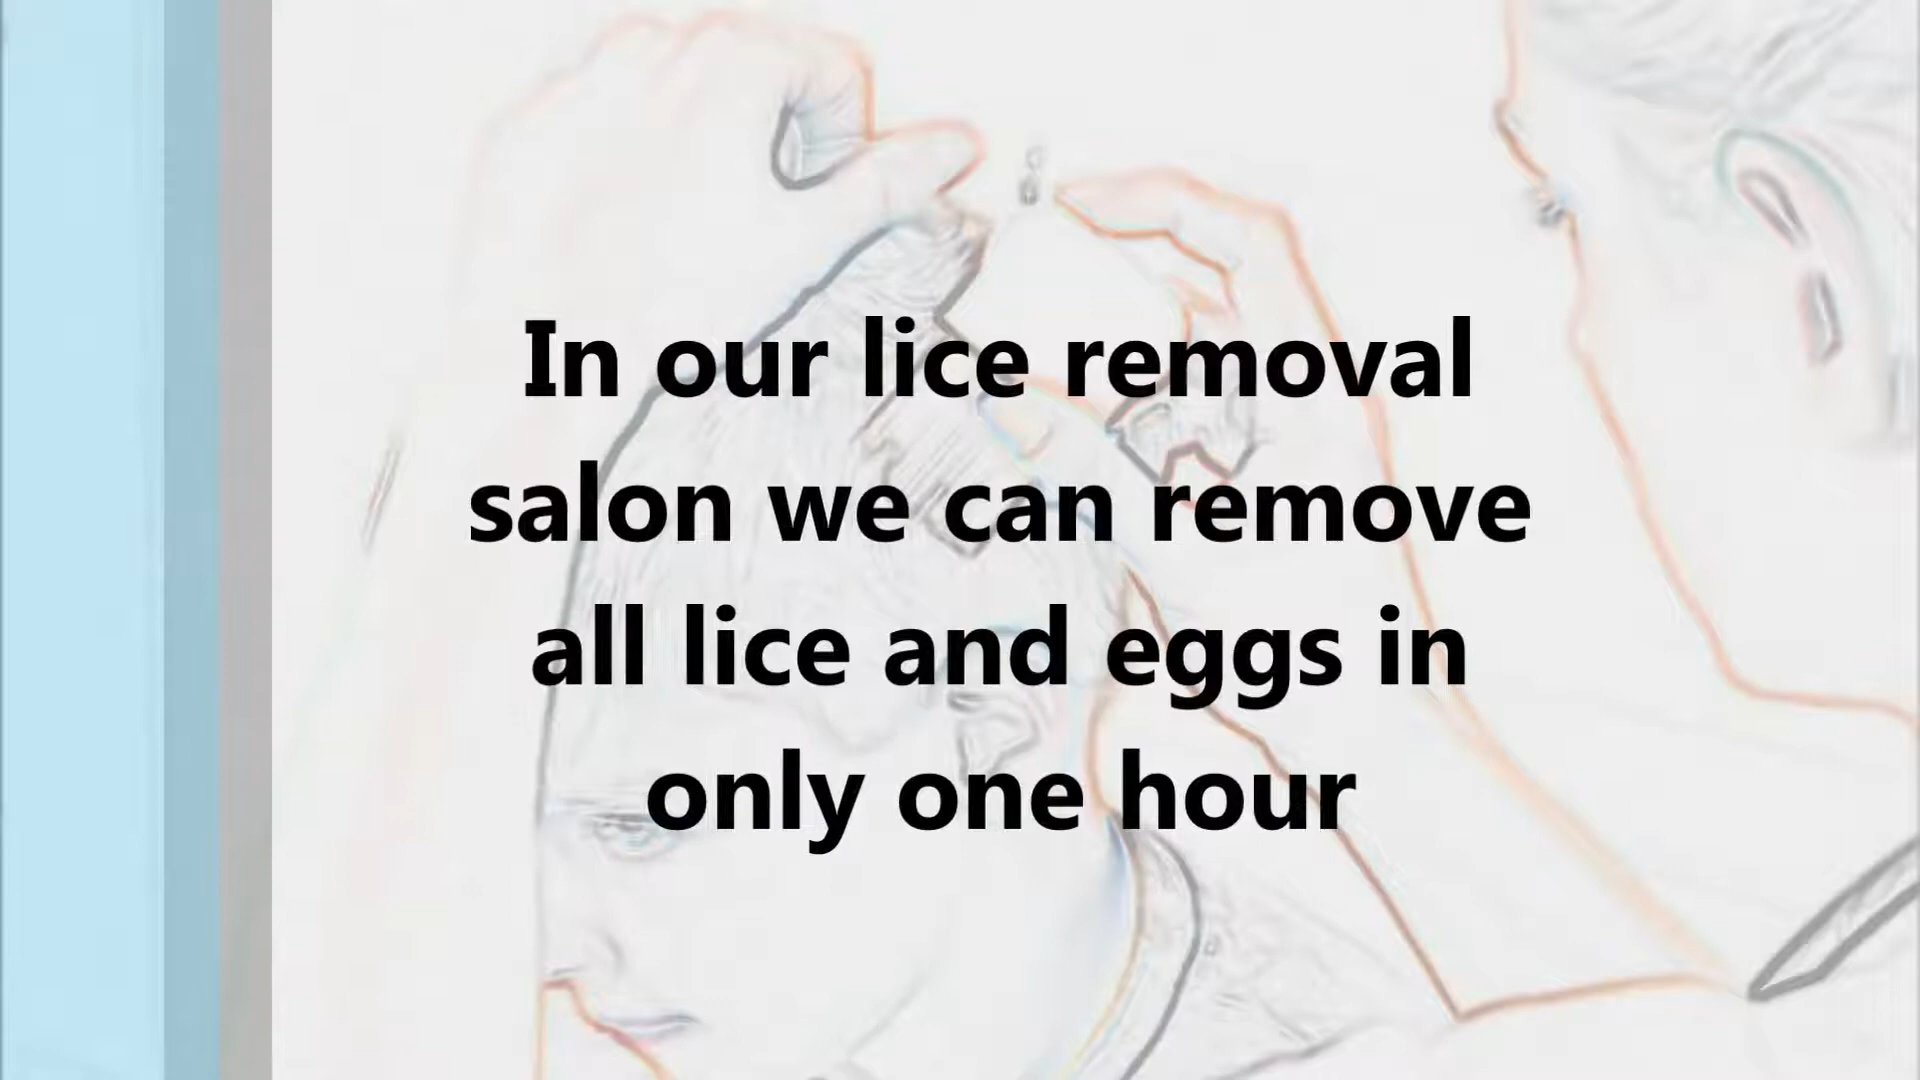 In our lice removal
salon we can remove
all lice and eggs in
only one hour